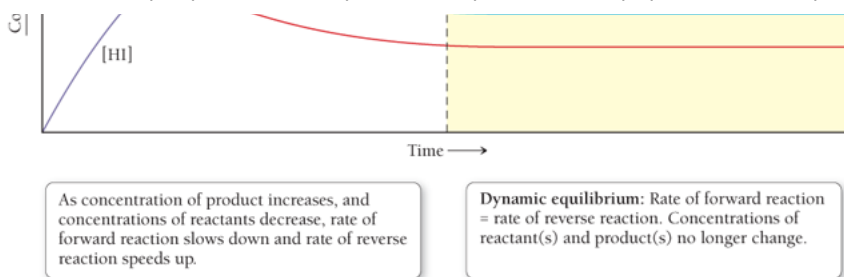 Co
[HI]
Time
As concentration of product increases, and
concentrations of reactants decrease, rate of
forward reaction slows down and rate of reverse
reaction speeds up.
Dynamic equilibrium: Rate of forward reaction
= rate of reverse reaction. Concentrations of
reactant(s) and product(s) no longer change.